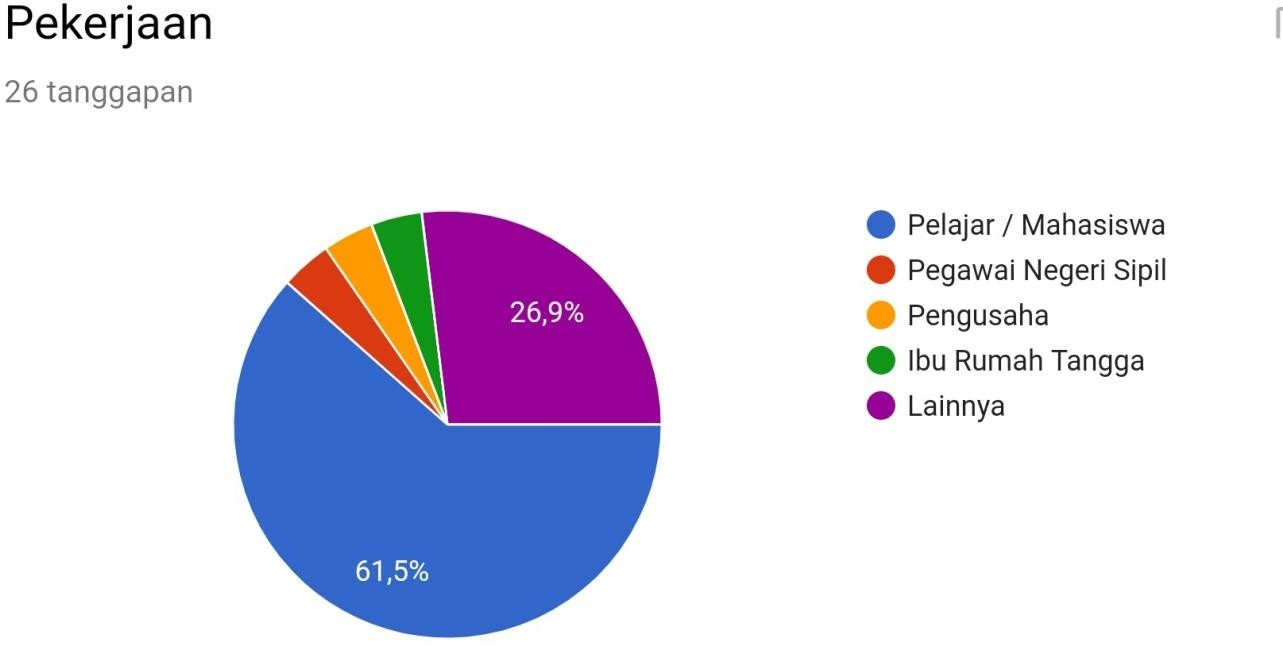 Pekerjaan
26 tanggapan
26,9%
61,5%
Pelajar / Mahasiswa
Pegawai Negeri Sipil
Pengusaha
Ibu Rumah Tangga
Lainnya